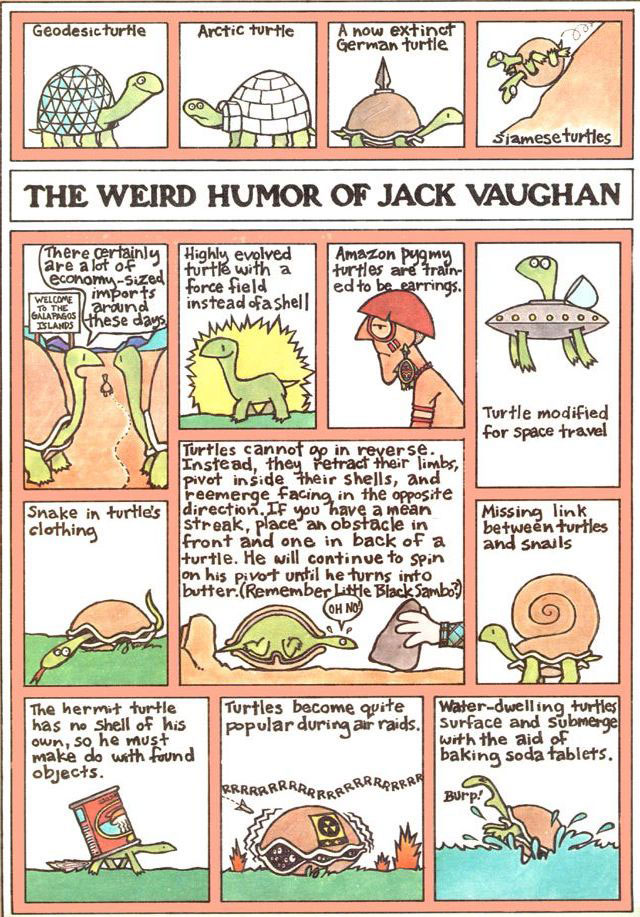 Geodesic turtle
Arctic turtle
A now extinct
German turtle
Siamese turtles
THE WEIRD HUMOR OF JACK VAUGHAN
There certainly
are a lot of
economy-sized
imports
around
these days
WELCOME
TO THE
GALAPAGOS
ISLANDS
Highly evolved
turtle with a
force field
instead of a shell
Amazon pygmy
turtles are train-
ed to be earrings.
Turtle modified
for space travel
Snake in turtle's
clothing
Turtles cannot go in reverse.
Instead, they retract their limbs,
pivot inside their shells, and
reemerge facing in the opposite
direction. If you have a mean
streak, place an obstacle in
front and one in back of a
turtle. He will continue to spin
on his pivot until he turns into
butter. (Remember Little Black Sambo?)
OH NO!
Missing link
between turtles
and snails
The hermit turtle
has no shell of his
own, so he must
make do with found
objects.
Turtles become quite
popular during air raids.
RRRRRRRRRRRRRRRRRRRRRRRRR
Water-dwelling turtles
surface and submerge
with the aid of
baking soda tablets.
Burp!